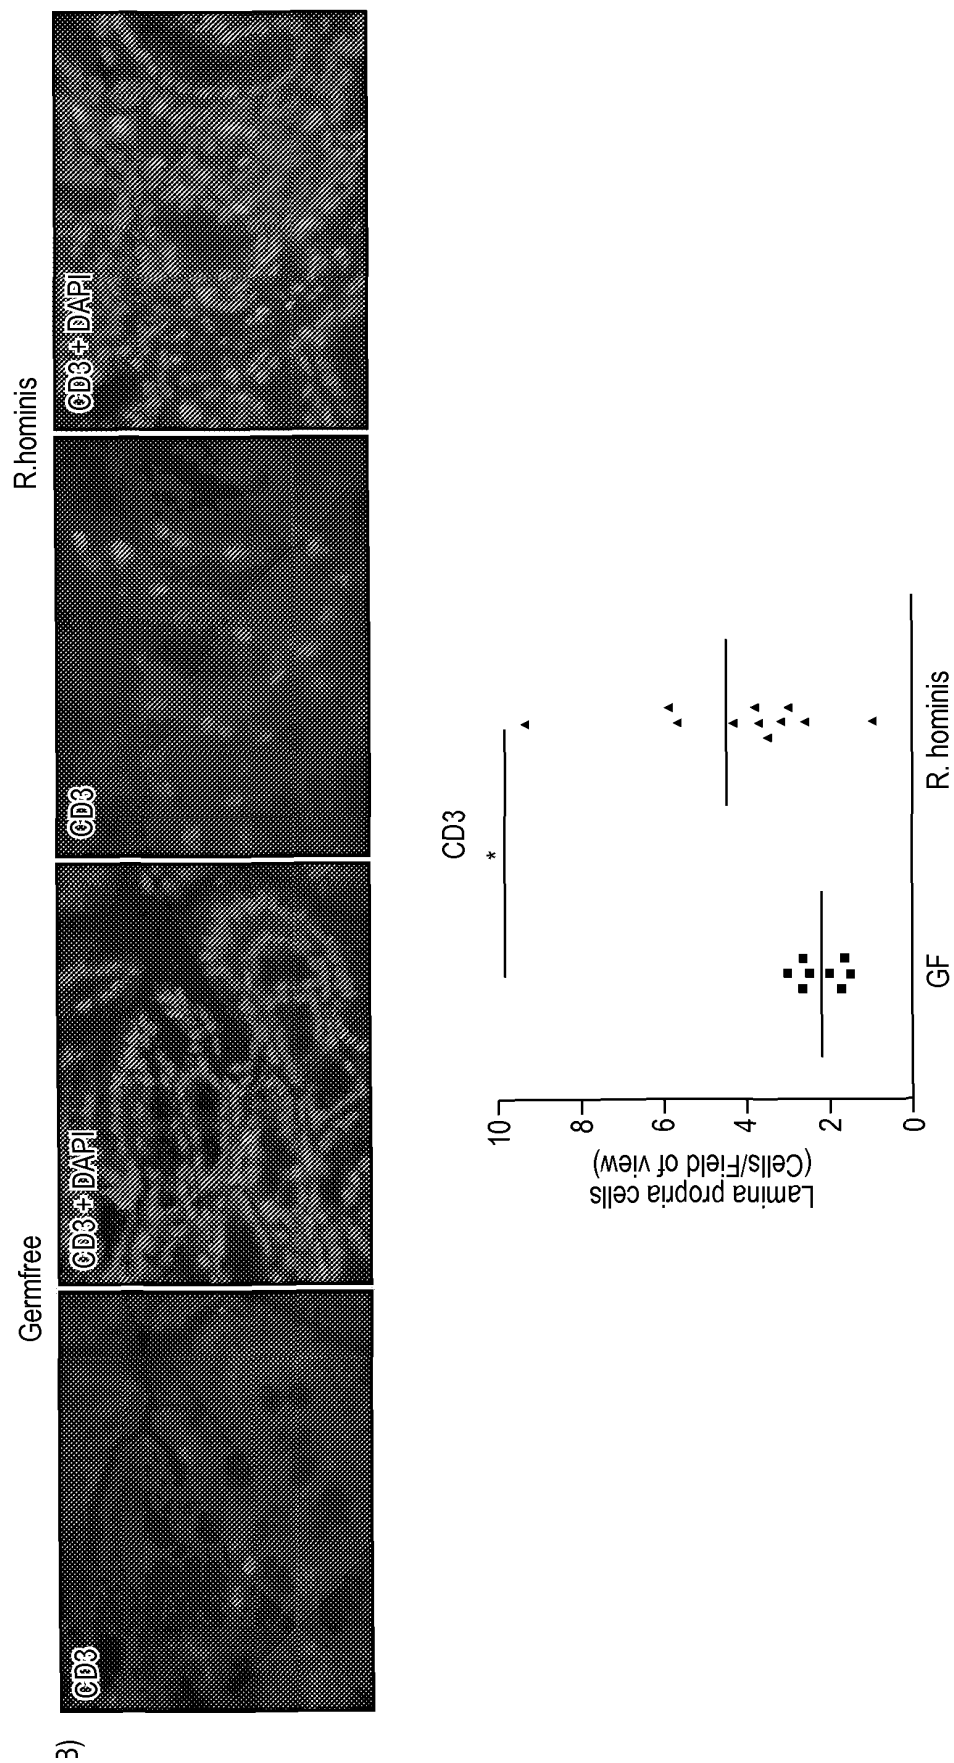 B)
Germfree
R.hominis
CD3
CD3 + DAPI
CD3
CD3 + DAPI
CD3
*
Lamina propria cells
(Cells/Field of view)
10
8
6
4
2
0
GF
R. hominis